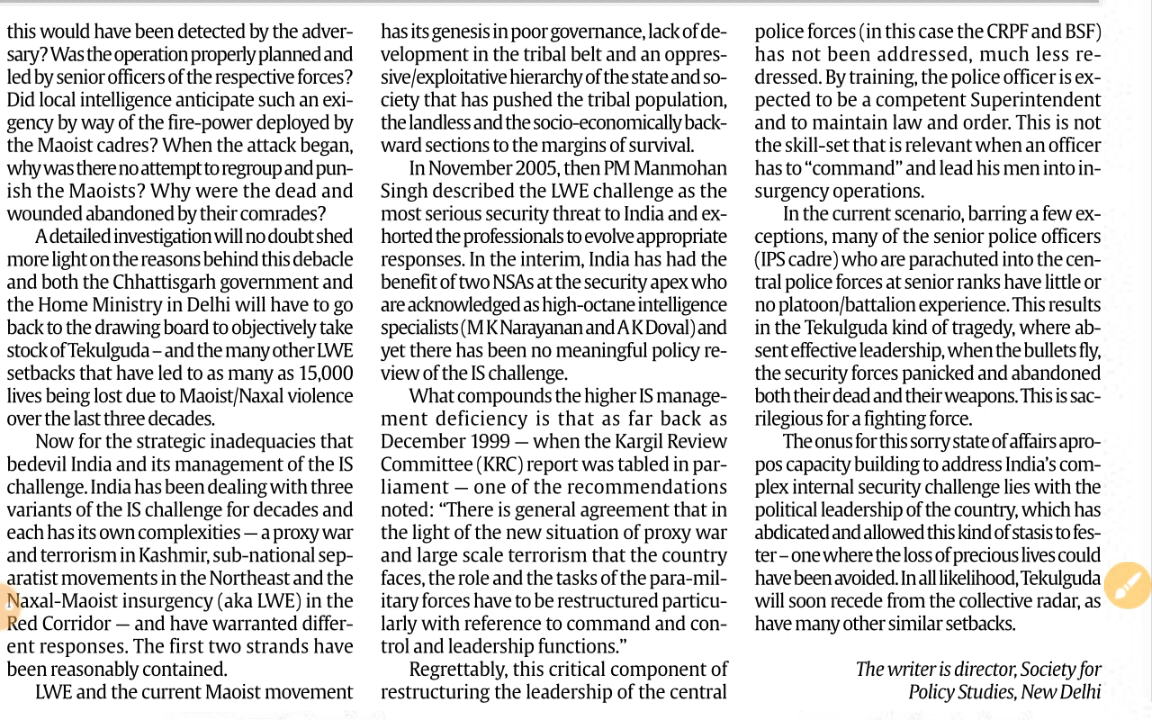 this would have been detected by the adver-
sary? Was the operation properly planned and
led by senior officers of the respective forces?
Did local intelligence anticipate such an exi-
gency by way of the fire-power deployed by
the Maoist cadres? When the attack began,
why was there no attempt to regroup and pun-
ish the Maoists? Why were the dead and
wounded abandoned by their comrades?
A detailed investigation will no doubt shed
more light on the reasons behind this debacle
and both the Chhattisgarh government and
the Home Ministry in Delhi will have to go
back to the drawing board to objectively take
stock of Tekulguda – and the many other LWE
setbacks that have led to as many as 15,000
lives being lost due to Maoist/Naxal violence
over the last three decades.
Now for the strategic inadequacies that
bedevil India and its management of the IS
challenge. India has been dealing with three
variants of the IS challenge for decades and
each has its own complexities — a proxy war
and terrorism in Kashmir, sub-national sep-
aratist movements in the Northeast and the
Naxal-Maoist insurgency (aka LWE) in the
Red Corridor — and have warranted differ-
ent responses. The first two strands have
been reasonably contained.
LWE and the current Maoist movement
has its genesis in poor governance, lack of de-
velopment in the tribal belt and an oppres-
sive/exploitative hierarchy of the state and so-
ciety that has pushed the tribal population,
the landless and the socio-economically back-
ward sections to the margins of survival.
In November 2005, then PM Manmohan
Singh described the LWE challenge as the
most serious security threat to India and ex-
horted the professionals to evolve appropriate
responses. In the interim, India has had the
benefit of two NSAs at the security apex who
are acknowledged as high-octane intelligence
specialists (M K Narayanan and A K Doval) and
yet there has been no meaningful policy re-
view of the IS challenge.
What compounds the higher IS manage-
ment deficiency is that as far back as
December 1999 — when the Kargil Review
Committee (KRC) report was tabled in par-
liament — one of the recommendations
noted: “There is general agreement that in
the light of the new situation of proxy war
and large scale terrorism that the country
faces, the role and the tasks of the para-mil-
itary forces have to be restructured particu-
larly with reference to command and con-
trol and leadership functions.”
Regrettably, this critical component of
restructuring the leadership of the central
police forces (in this case the CRPF and BSF)
has not been addressed, much less re-
dressed. By training, the police officer is ex-
pected to be a competent Superintendent
and to maintain law and order. This is not
the skill-set that is relevant when an officer
has to “command” and lead his men into in-
surgency operations.
In the current scenario, barring a few ex-
ceptions, many of the senior police officers
(IPS cadre) who are parachuted into the cen-
tral police forces at senior ranks have little or
no platoon/battalion experience. This results
in the Tekulguda kind of tragedy, where ab-
sent effective leadership, when the bullets fly,
the security forces panicked and abandoned
both their dead and their weapons. This is sac-
rilegious for a fighting force.
The onus for this sorry state of affairs apro-
pos capacity building to address India’s com-
plex internal security challenge lies with the
political leadership of the country, which has
abdicated and allowed this kind of stasis to fes-
ter – one where the loss of precious lives could
have been avoided. In all likelihood, Tekulguda
will soon recede from the collective radar, as
have many other similar setbacks.
The writer is director, Society for
Policy Studies, New Delhi